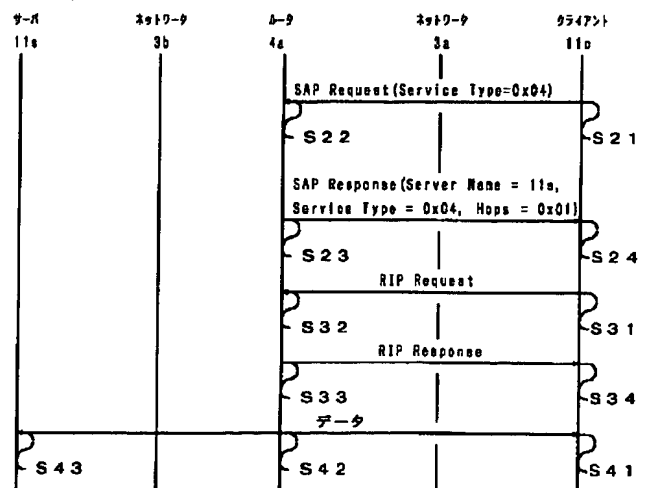 サーバ ネットワーク ルータ ネットワーク クライアント
11s 3b 4a 3a 11c
SAP Request(Service Type=0x04)
S22 S21
SAP Response(Server Name = 11s,
Service Type = 0x04, Hops = 0x01)
S23 S24
RIP Request
S32 S31
RIP Response
S33 S34
データ
S43 S42 S41